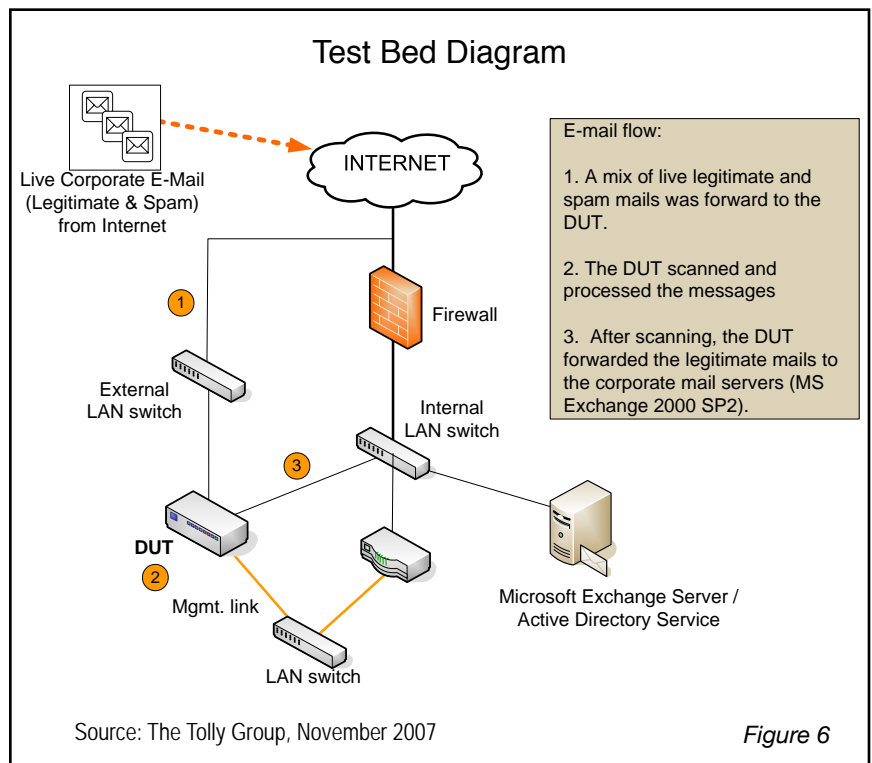 Test Bed Diagram
Live Corporate E-Mail
(Legitimate & Spam)
from Internet
INTERNET
E-mail flow:
1. A mix of live legitimate and
spam mails was forward to the
DUT.
2. The DUT scanned and
processed the messages
3. After scanning, the DUT
forwarded the legitimate mails to
the corporate mail servers (MS
Exchange 2000 SP2).
1
Firewall
External
LAN switch
Internal
LAN switch
3
DUT
2
Mgmt. link
LAN switch
Microsoft Exchange Server /
Active Directory Service
Source: The Tolly Group, November 2007
Figure 6